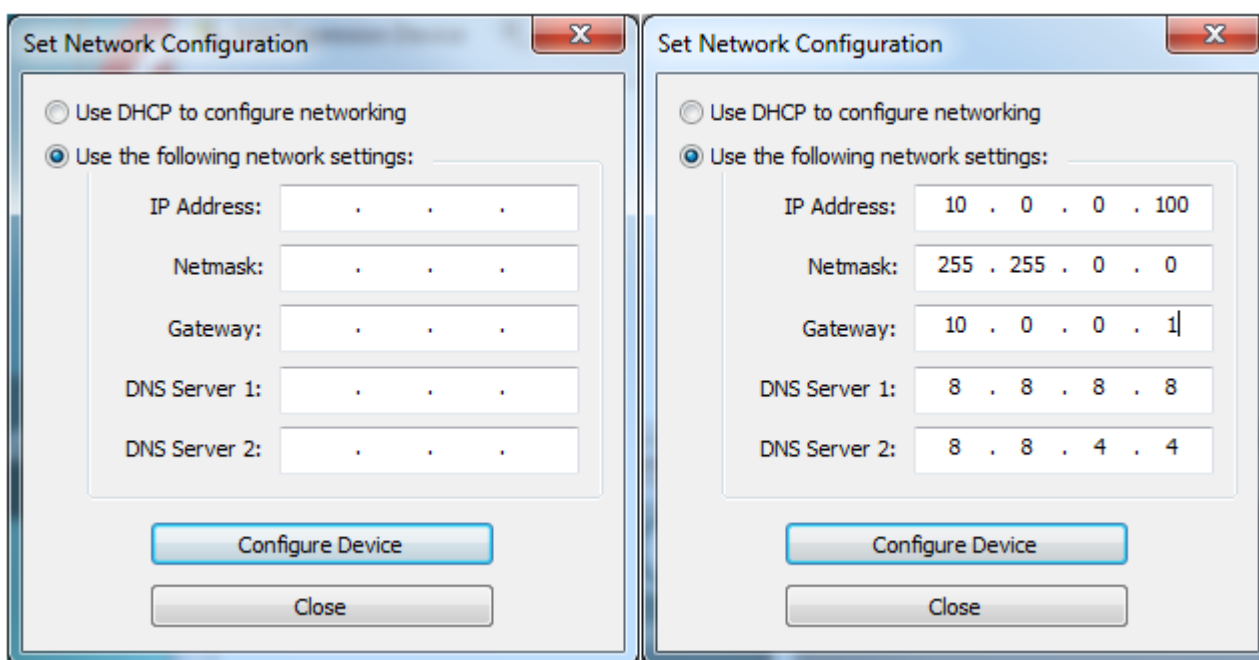 Set Network Configuration
Use DHCP to configure networking
Use the following network settings:
IP Address: . . .
Netmask: . . .
Gateway: . . .
DNS Server 1: . . .
DNS Server 2: . . .
Configure Device
Close
Set Network Configuration
Use DHCP to configure networking
Use the following network settings:
IP Address: 10 . 0 . 0 . 100
Netmask: 255 . 255 . 0 . 0
Gateway: 10 . 0 . 0 . 1
DNS Server 1: 8 . 8 . 8 . 8
DNS Server 2: 8 . 8 . 4 . 4
Configure Device
Close